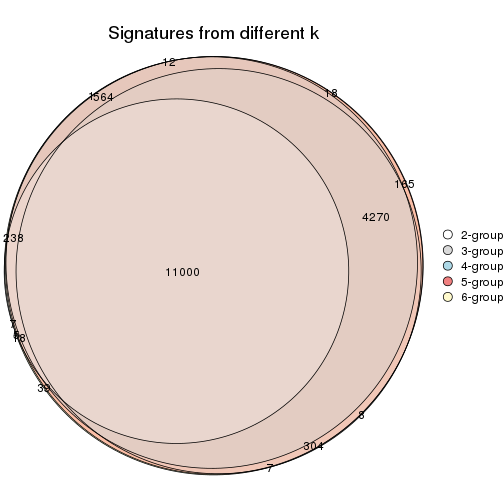 Signatures from different k
12
18
1564
165
4270
238
11000
7
18
39
8
304
7
2-group
3-group
4-group
5-group
6-group